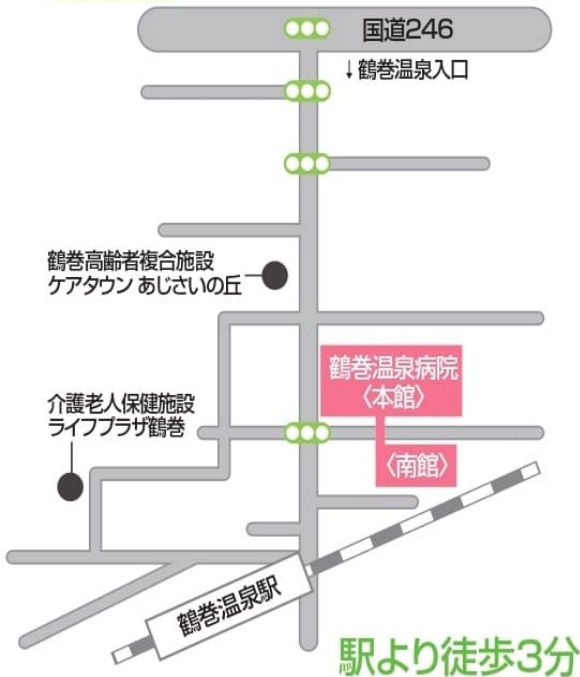 国道246
↓鶴巻温泉入口
鶴巻高齢者複合施設
ケアタウン あじさいの丘
鶴巻温泉病院
〈本館〉
介護老人保健施設
ライフプラザ鶴巻
〈南館〉
鶴巻温泉駅
駅より徒歩3分